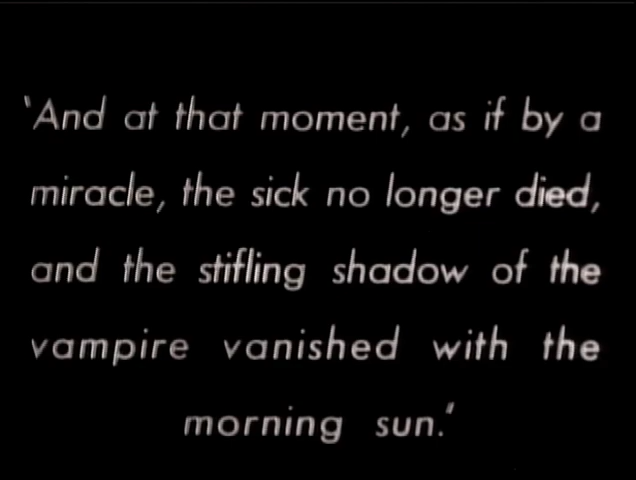 'And at that moment, as if by a
miracle, the sick no longer died,
and the stifling shadow of the
vampire vanished with the
morning sun.'